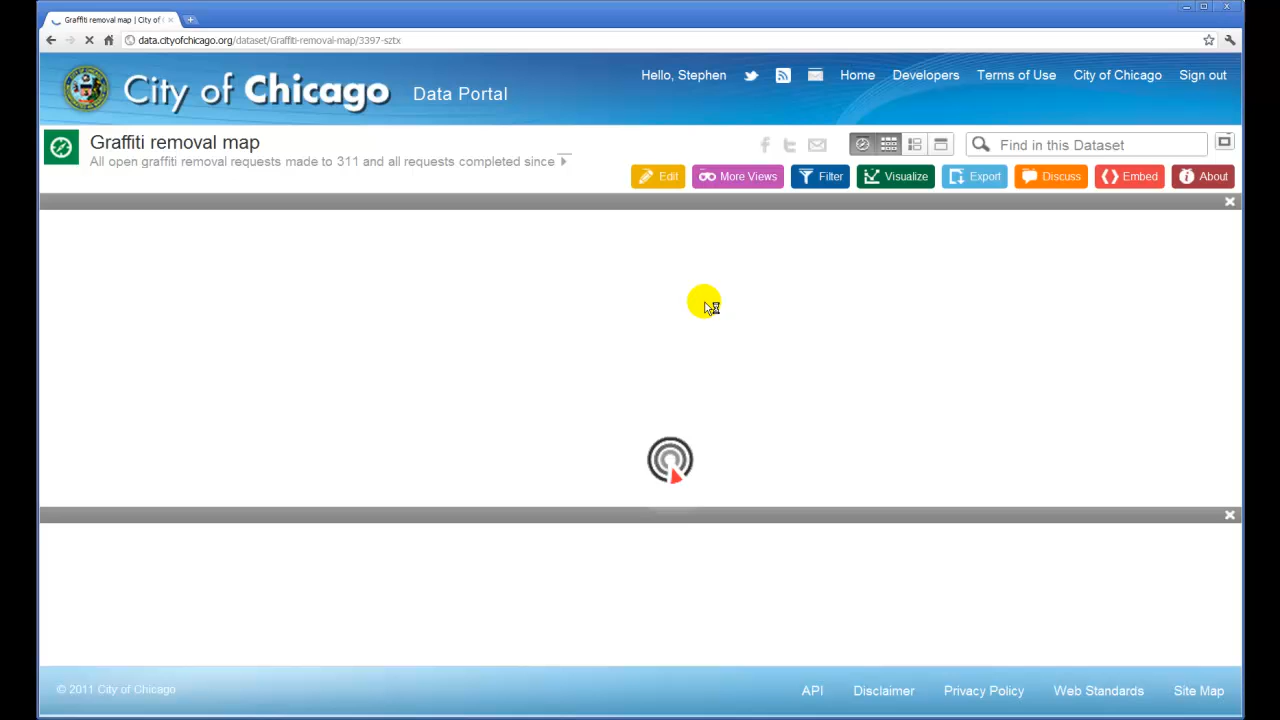 Graffiti removal map | City of
data.cityofchicago.org/dataset/Graffiti-removal-map/3397-sztx
City of Chicago Data Portal
Hello, Stephen Home Developers Terms of Use City of Chicago Sign out
Graffiti removal map
All open graffiti removal requests made to 311 and all requests completed since
Find in this Dataset
Edit More Views Filter Visualize Export Discuss Embed About
© 2011 City of Chicago
API Disclaimer Privacy Policy Web Standards Site Map